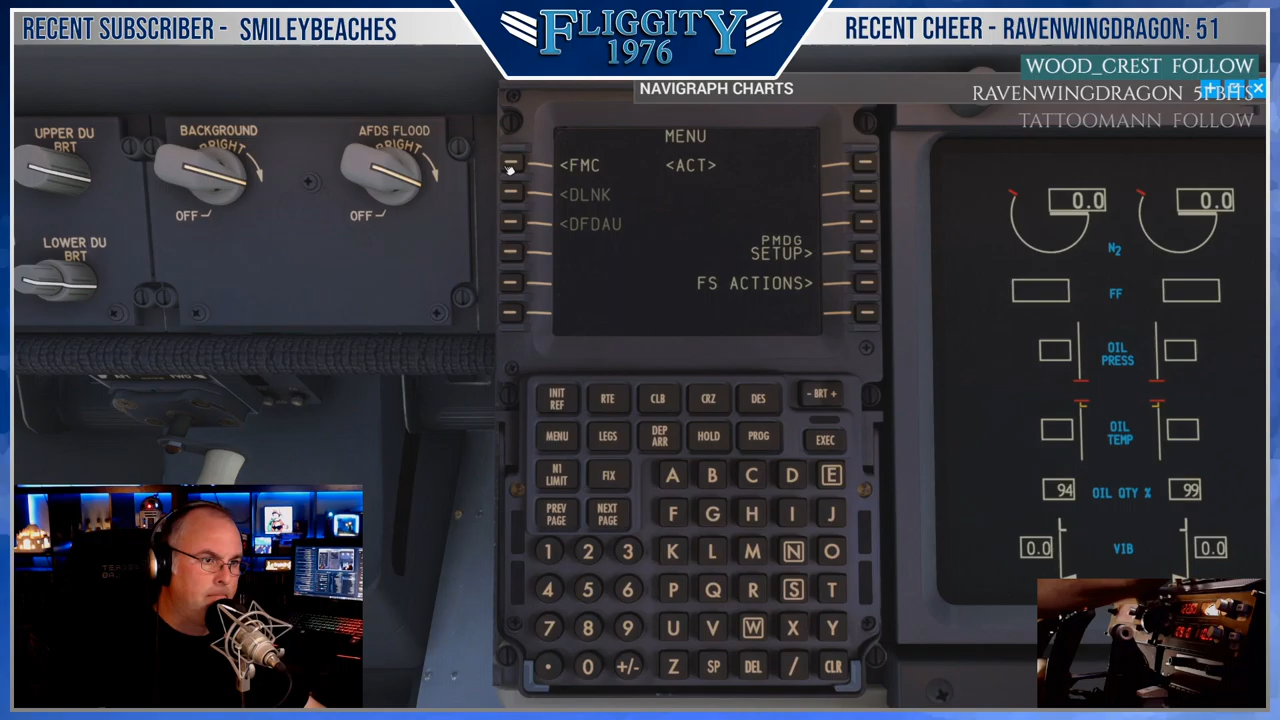 RECENT SUBSCRIBER - SMILEYBEACHES
FLIGGITY
1976
RECENT CHEER - RAVENWINGDRAGON: 51
WOOD_CREST FOLLOW
NAVIGRAPH CHARTS
RAVENWINGDRAGON 51 BITS
TATTOOMANN FOLLOW
UPPER DU
BRT
BACKGROUND
BRIGHT
OFF
AFDS FLOOD
BRIGHT
OFF
LOWER DU
BRT
MENU
<FMC <ACT>
<DLNK
<DFDAU
PMDG
SETUP>
FS ACTIONS>
INIT REF RTE CLB CRZ DES - BRT +
MENU LEGS DEP ARR HOLD PROG EXEC
N1 LIMIT FIX A B C D E
PREV PAGE NEXT PAGE F G H I J
1 2 3 K L M N O
4 5 6 P Q R S T
7 8 9 U V W X Y
. 0 +/- Z SP DEL / CLR
0.0 0.0
N2
FF
OIL
PRESS
OIL
TEMP
94 OIL QTY % 99
0.0 VIB 0.0